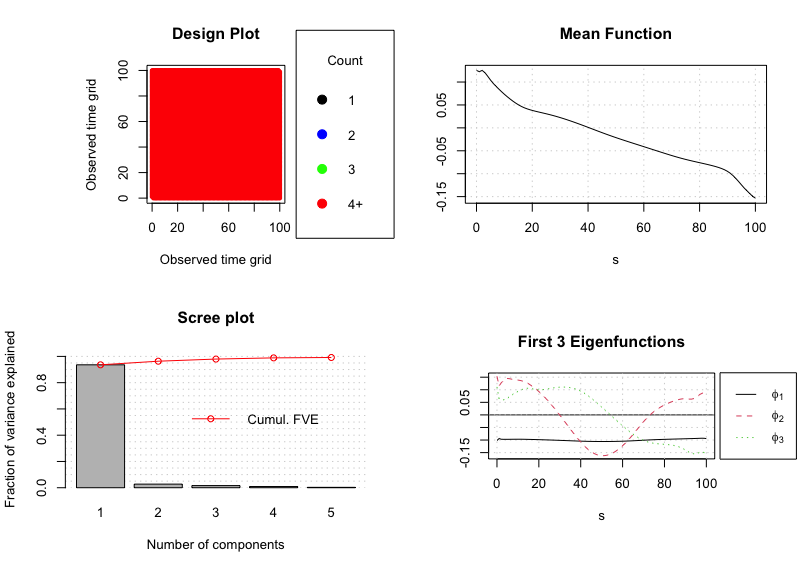 Design Plot
Observed time grid
100
60
20
0
0 20 60 100
Observed time grid
Count
1
2
3
4+
Mean Function
0.05
-0.05
-0.15
0 20 40 60 80 100
s
Scree plot
Fraction of variance explained
0.8
0.4
0.0
Cumul. FVE
1 2 3 4 5
Number of components
First 3 Eigenfunctions
0.05
-0.15
0 20 40 60 80 100
s
ϕ1
ϕ2
ϕ3